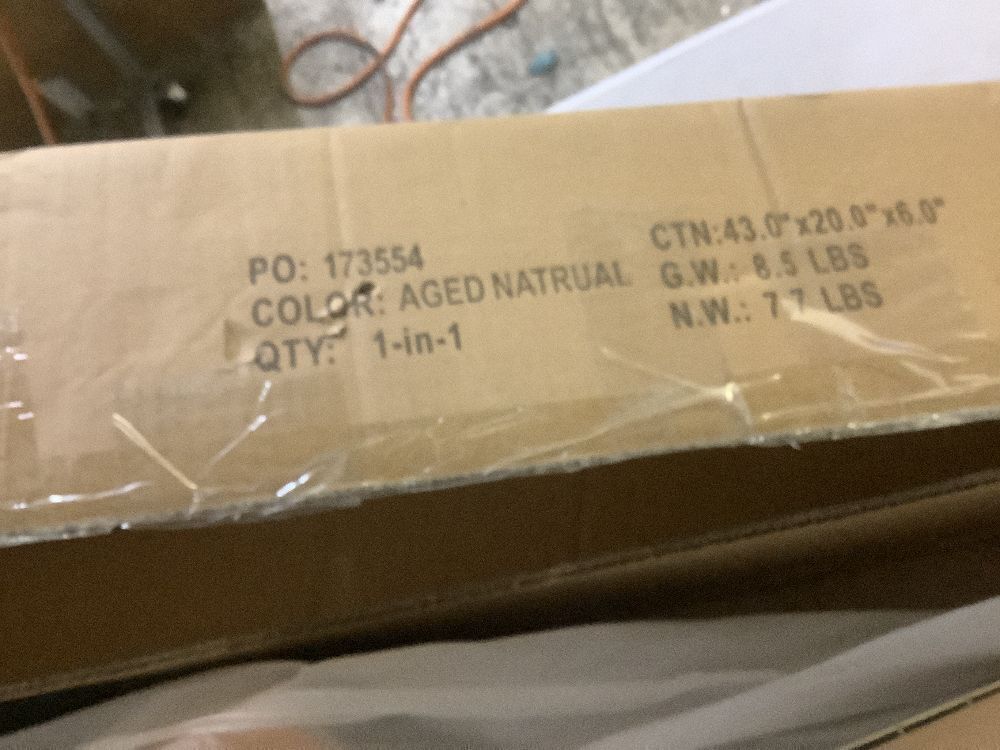 PO: 173554
COLOR: AGED NATRUAL
QTY: 1-in-1
CTN:43.0"x20.0"x6.0"
G.W.: 8.5 LBS
N.W.: 7.7 LBS